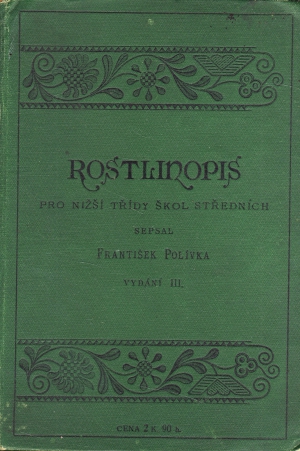 ROSTLINOPIS
PRO NIŽŠÍ TŘÍDY ŠKOL STŘEDNÍCH
SEPSAL
FRANTIŠEK POLÍVKA
VYDÁNÍ III.
CENA 2 K. 90 h.